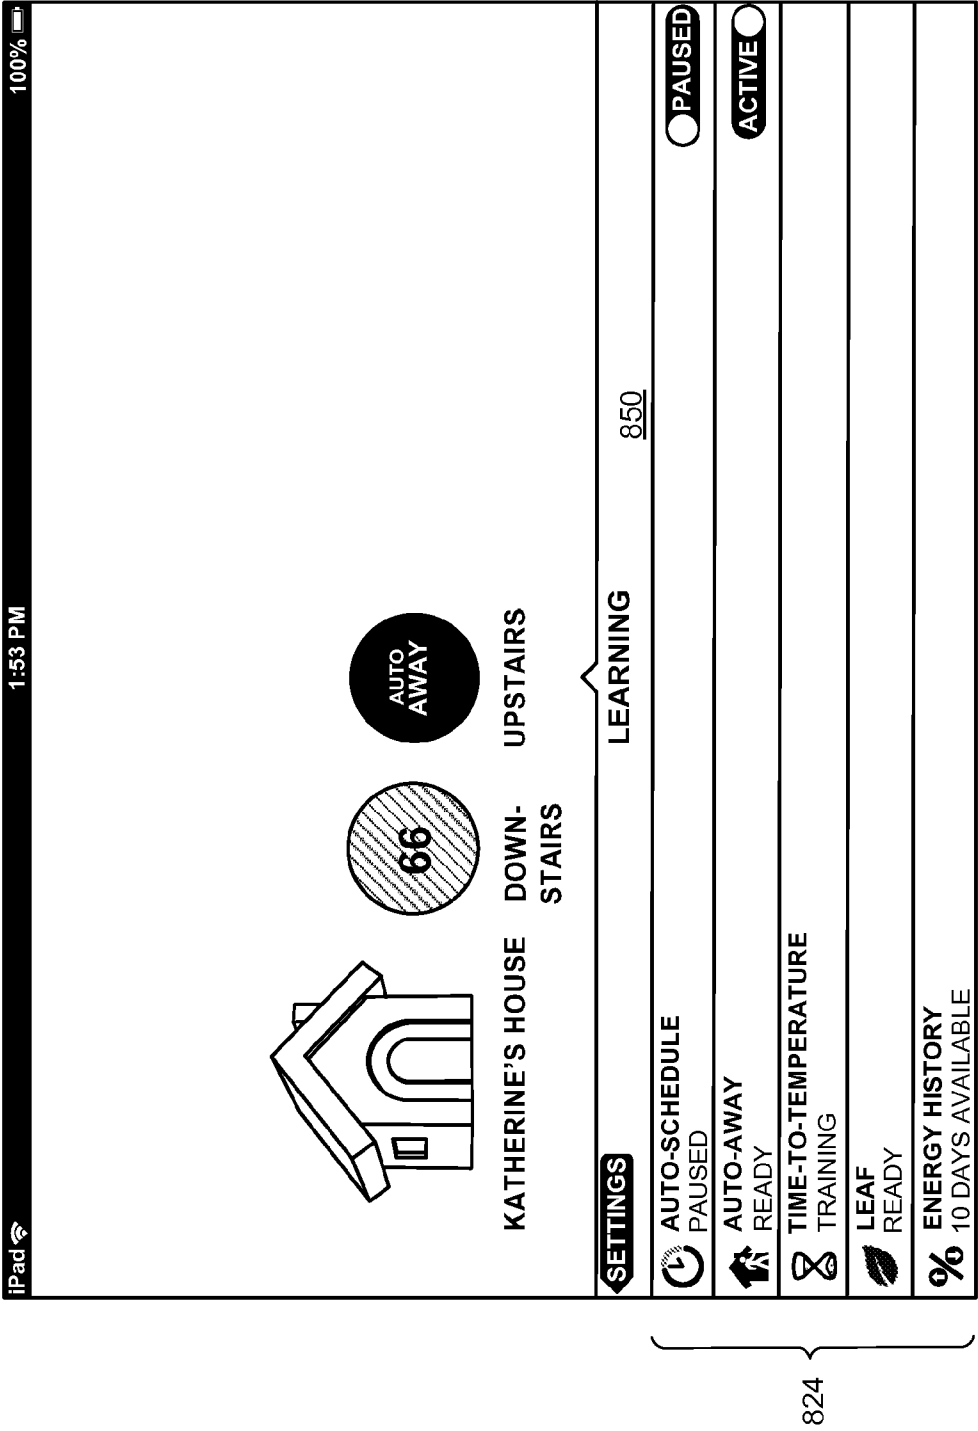 iPad 1:53 PM 100%
66
AUTO
AWAY
KATHERINE'S HOUSE DOWN- UPSTAIRS
STAIRS
SETTINGS LEARNING 850
AUTO-SCHEDULE
PAUSED
PAUSED
AUTO-AWAY
READY
ACTIVE
TIME-TO-TEMPERATURE
TRAINING
LEAF
READY
ENERGY HISTORY
10 DAYS AVAILABLE
824